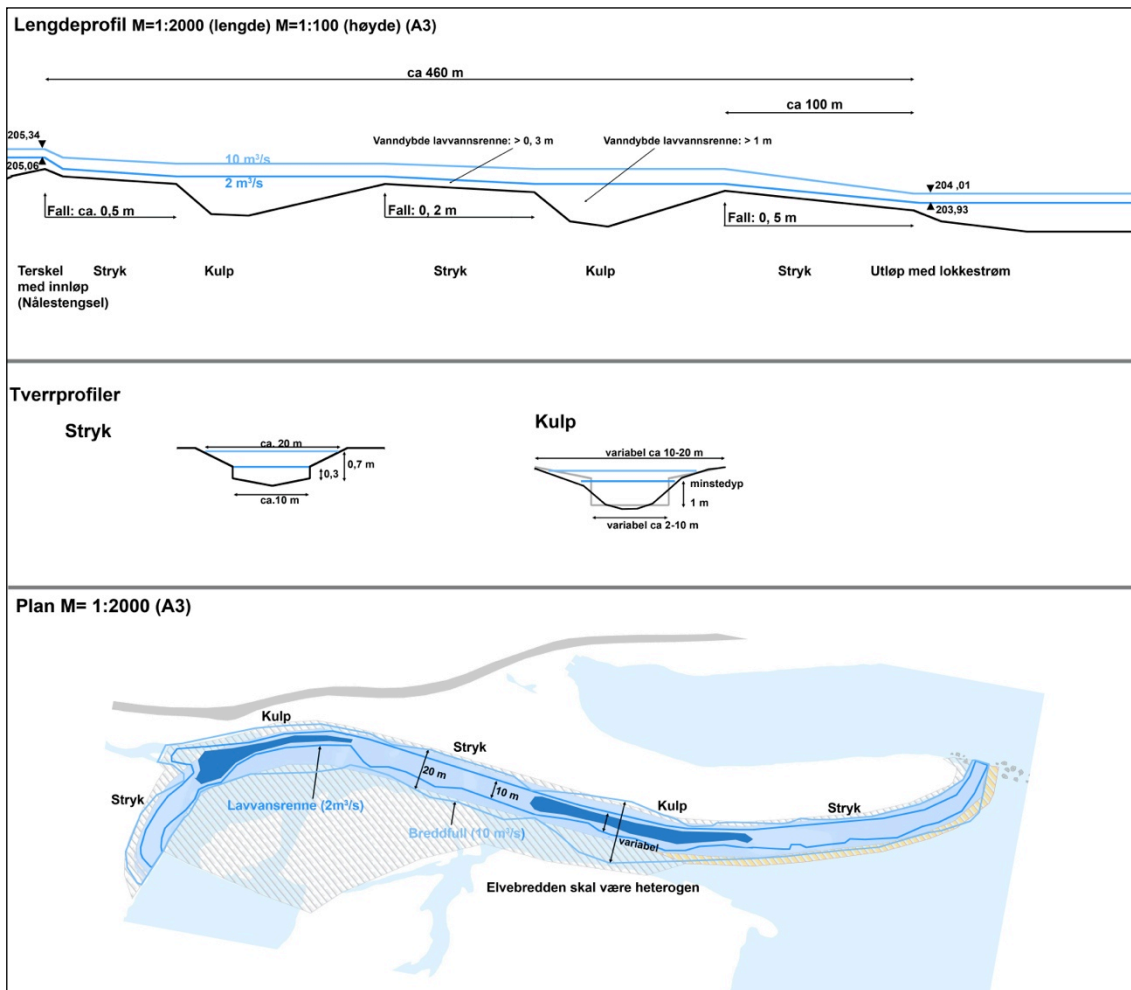 Lengdeprofil M=1:2000 (lengde) M=1:100 (høyde) (A3)
ca 460 m
ca 100 m
205,34
Vanndybde lavvannsrenne: > 0, 3 m
Vanndybde lavvannsrenne: > 1 m
10 m³/s
205,06
2 m³/s
204 ,01
203,93
Fall: ca. 0,5 m
Fall: 0, 2 m
Fall: 0, 5 m
Terskel
med innløp
(Nålestengsel)
Stryk
Kulp
Stryk
Kulp
Stryk
Utløp med lokkestrøm
Tverrprofiler
Stryk
ca. 20 m
0,7 m
0,3
ca.10 m
Kulp
variabel ca 10-20 m
minstedyp
1 m
variabel ca 2-10 m
Plan M= 1:2000 (A3)
Kulp
Stryk
20 m
10 m
Stryk
Lavvansrenne (2m³/s)
Breddfull (10 m³/s)
Kulp
Stryk
variabel
Elvebredden skal være heterogen